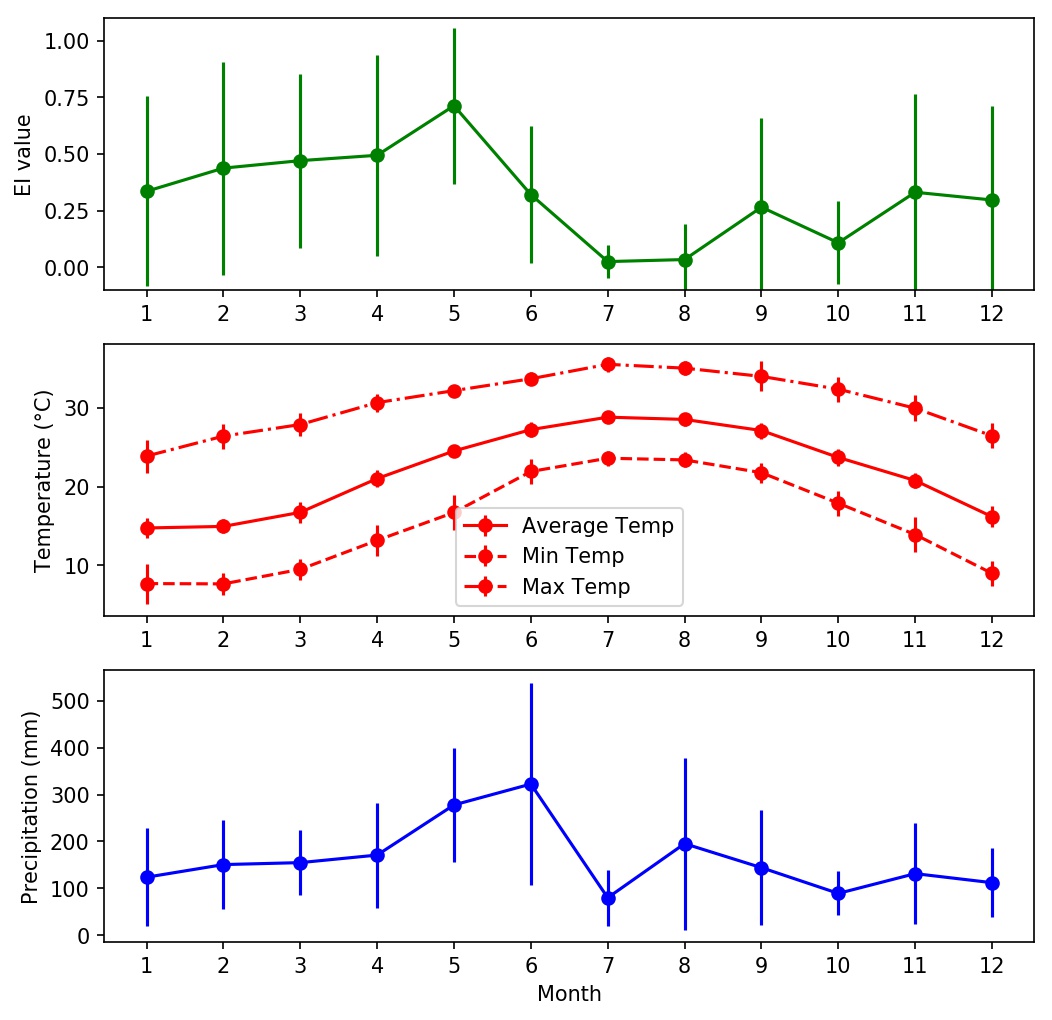 1.00
0.75
0.50
0.25
0.00
EI value
1 2 3 4 5 6 7 8 9 10 11 12
30
20
10
Temperature (°C)
Average Temp
Min Temp
Max Temp
1 2 3 4 5 6 7 8 9 10 11 12
500
400
300
200
100
0
Precipitation (mm)
1 2 3 4 5 6 7 8 9 10 11 12
Month